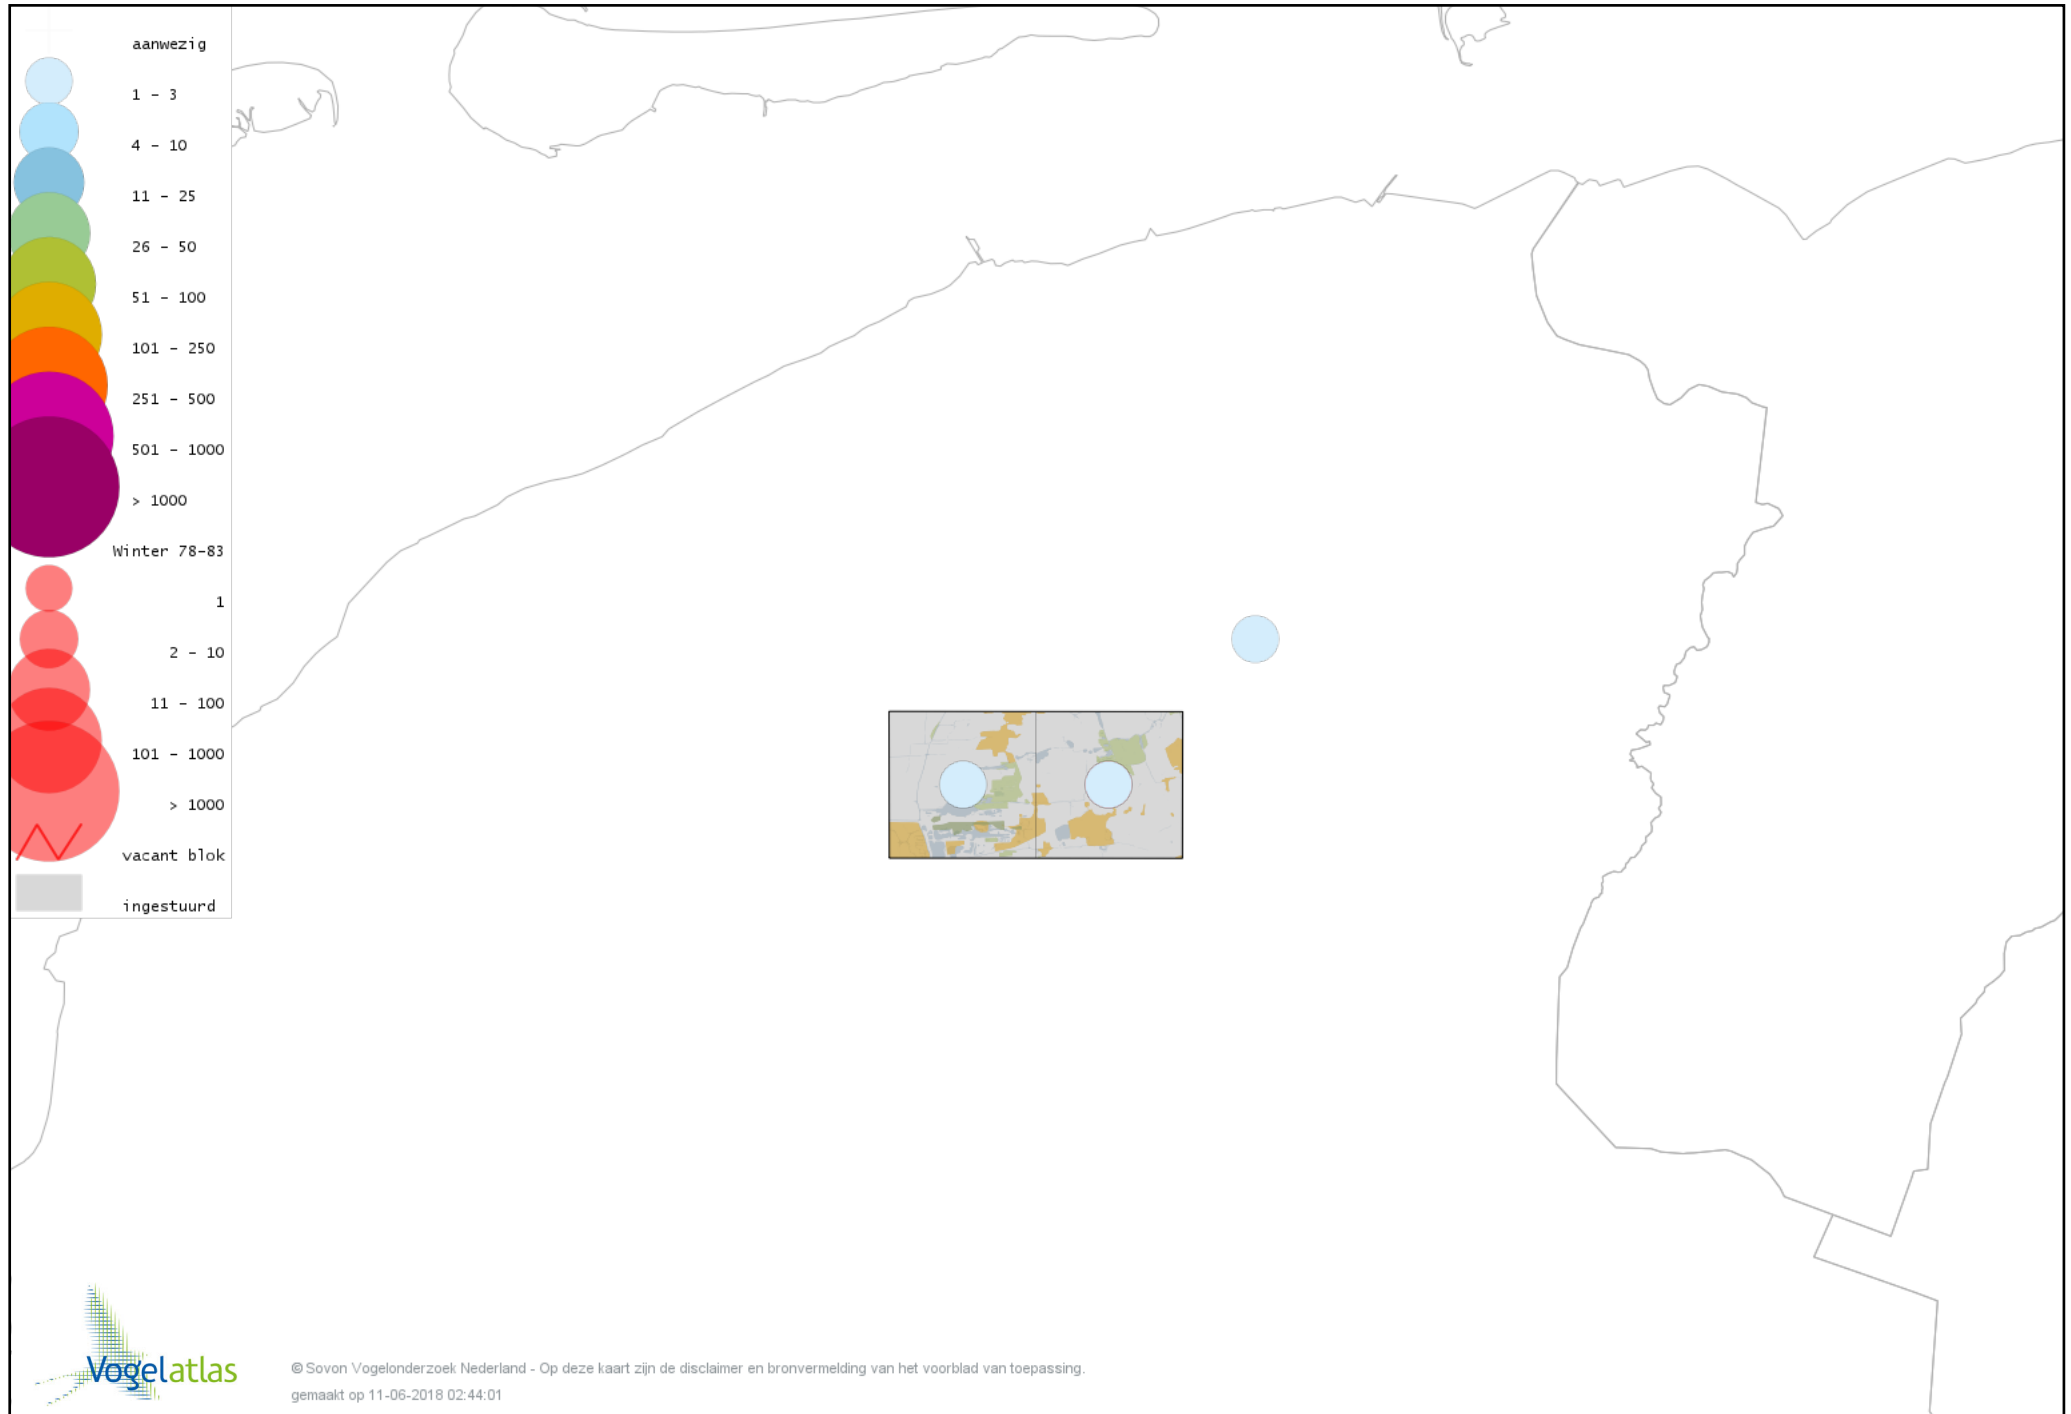 aanwezig
1 - 3
4 - 10
11 - 25
26 - 50
51 - 100
101 - 250
251 - 500
501 - 1000
> 1000
Winter 78-83
1
2 - 10
11 - 100
101 - 1000
> 1000
vacant blok
ingestuurd
Vogelatlas
© Sovon Vogelonderzoek Nederland - Op deze kaart zijn de disclaimer en bronvermelding van het voorblad van toepassing.
gemaakt op 11-06-2018 02:44:01